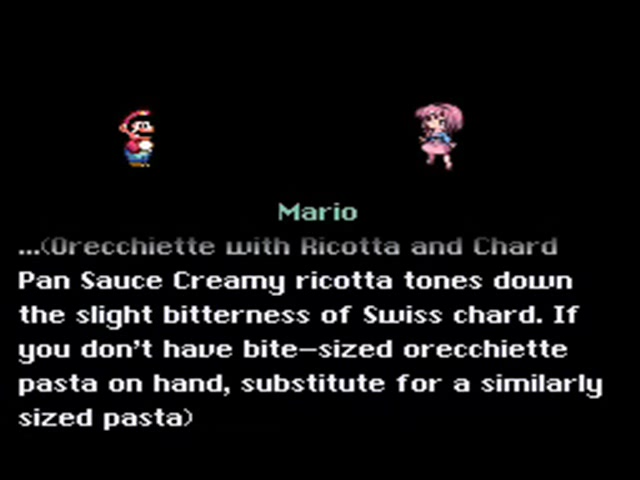 Mario
...(Orecchiette with Ricotta and Chard
Pan Sauce Creamy ricotta tones down
the slight bitterness of Swiss chard. If
you don't have bite-sized orecchiette
pasta on hand, substitute for a similarly
sized pasta)